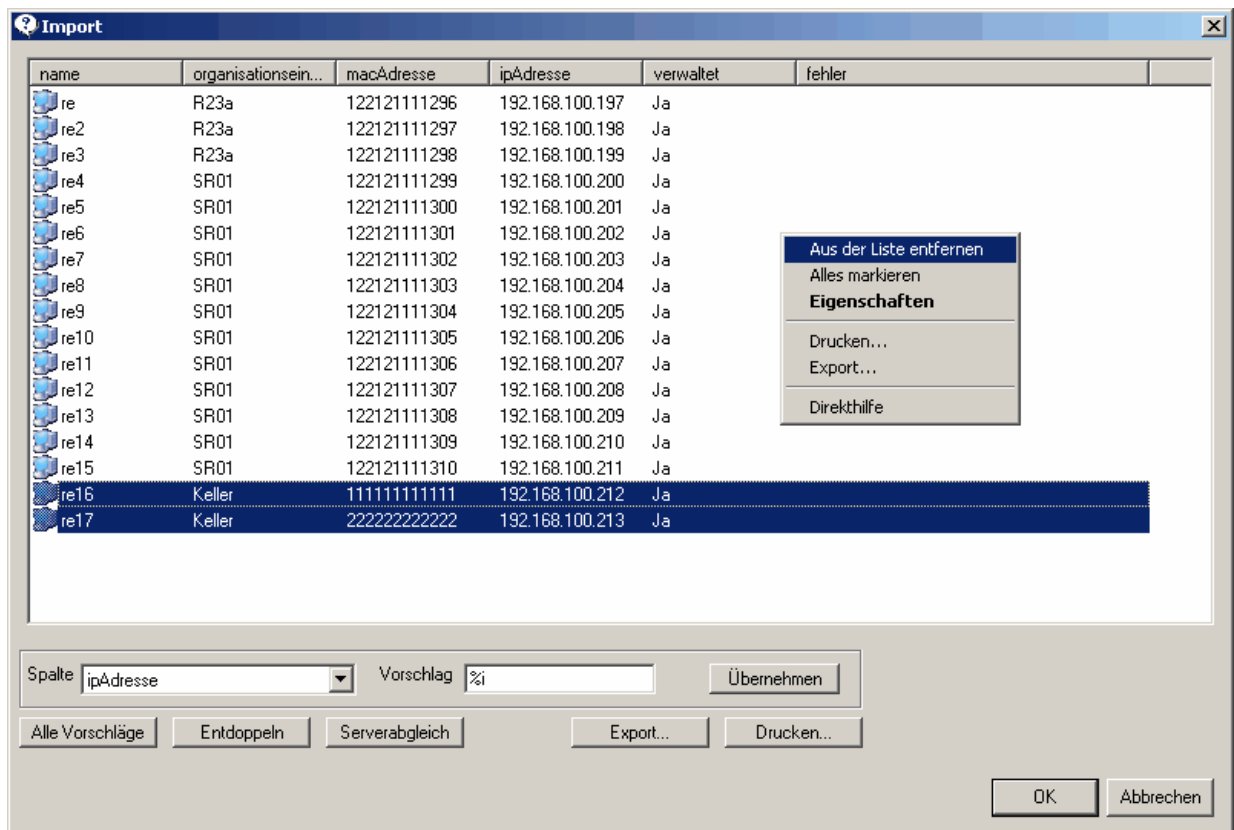 Import
name organisationsein... macAdresse ipAdresse verwaltet fehler
re R23a 122121111296 192.168.100.197 Ja
re2 R23a 122121111297 192.168.100.198 Ja
re3 R23a 122121111298 192.168.100.199 Ja
re4 SR01 122121111299 192.168.100.200 Ja
re5 SR01 122121111300 192.168.100.201 Ja
re6 SR01 122121111301 192.168.100.202 Ja
re7 SR01 122121111302 192.168.100.203 Ja
re8 SR01 122121111303 192.168.100.204 Ja
re9 SR01 122121111304 192.168.100.205 Ja
re10 SR01 122121111305 192.168.100.206 Ja
re11 SR01 122121111306 192.168.100.207 Ja
re12 SR01 122121111307 192.168.100.208 Ja
re13 SR01 122121111308 192.168.100.209 Ja
re14 SR01 122121111309 192.168.100.210 Ja
re15 SR01 122121111310 192.168.100.211 Ja
re16 Keller 111111111111 192.168.100.212 Ja
re17 Keller 222222222222 192.168.100.213 Ja
Aus der Liste entfernen
Alles markieren
Eigenschaften
Drucken...
Export...
Direkthilfe
Spalte ipAdresse Vorschlag %i Übernehmen
Alle Vorschläge Entdoppeln Serverabgleich Export... Drucken...
OK Abbrechen